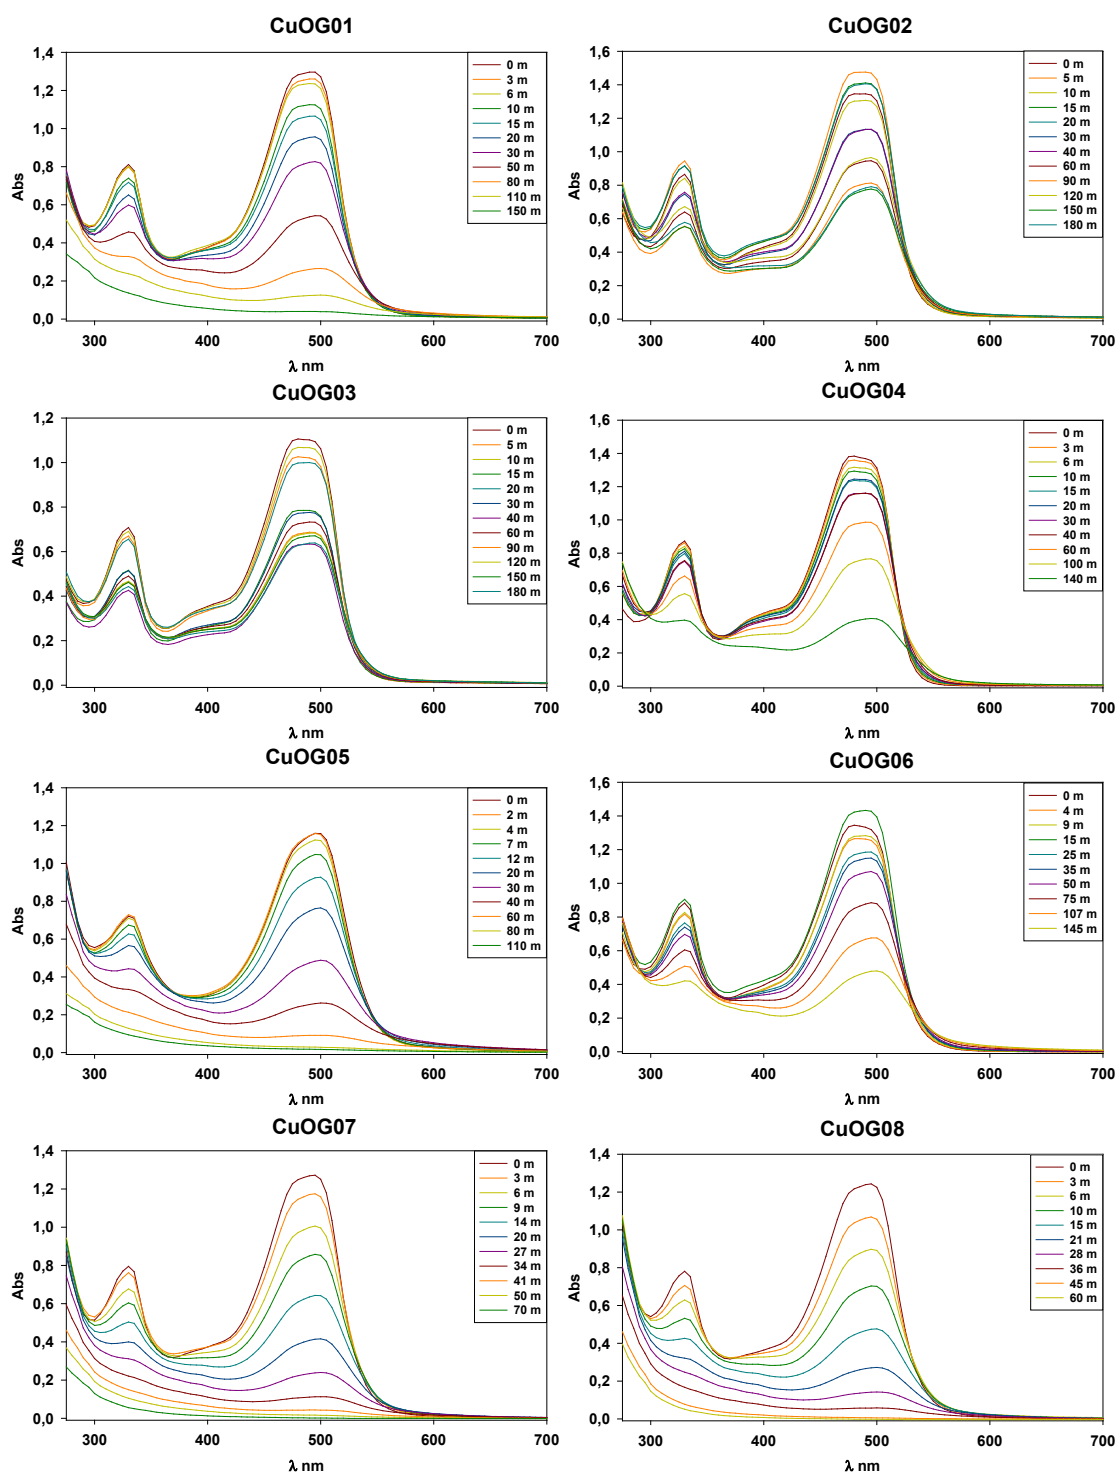 CuOG01
1,4
1,2
1,0
0,8
0,6
0,4
0,2
0,0
Abs
300 400 500 600 700
λ nm
0 m
3 m
6 m
10 m
15 m
20 m
30 m
50 m
80 m
110 m
150 m
CuOG02
1,6
1,4
1,2
1,0
0,8
0,6
0,4
0,2
0,0
Abs
300 400 500 600 700
λ nm
0 m
5 m
10 m
15 m
20 m
30 m
40 m
60 m
90 m
120 m
150 m
180 m
CuOG03
1,2
1,0
0,8
0,6
0,4
0,2
0,0
Abs
300 400 500 600 700
λ nm
0 m
5 m
10 m
15 m
20 m
30 m
40 m
60 m
90 m
120 m
150 m
180 m
CuOG04
1,6
1,4
1,2
1,0
0,8
0,6
0,4
0,2
0,0
Abs
300 400 500 600 700
λ nm
0 m
3 m
6 m
10 m
15 m
20 m
30 m
40 m
60 m
100 m
140 m
CuOG05
1,4
1,2
1,0
0,8
0,6
0,4
0,2
0,0
Abs
300 400 500 600 700
λ nm
0 m
2 m
4 m
7 m
12 m
20 m
30 m
40 m
60 m
80 m
110 m
CuOG06
1,6
1,4
1,2
1,0
0,8
0,6
0,4
0,2
0,0
Abs
300 400 500 600 700
λ nm
0 m
4 m
9 m
15 m
25 m
35 m
50 m
75 m
107 m
145 m
CuOG07
1,4
1,2
1,0
0,8
0,6
0,4
0,2
0,0
Abs
300 400 500 600 700
λ nm
0 m
3 m
6 m
9 m
14 m
20 m
27 m
34 m
41 m
50 m
70 m
CuOG08
1,4
1,2
1,0
0,8
0,6
0,4
0,2
0,0
Abs
300 400 500 600 700
λ nm
0 m
3 m
6 m
10 m
15 m
21 m
28 m
36 m
45 m
60 m